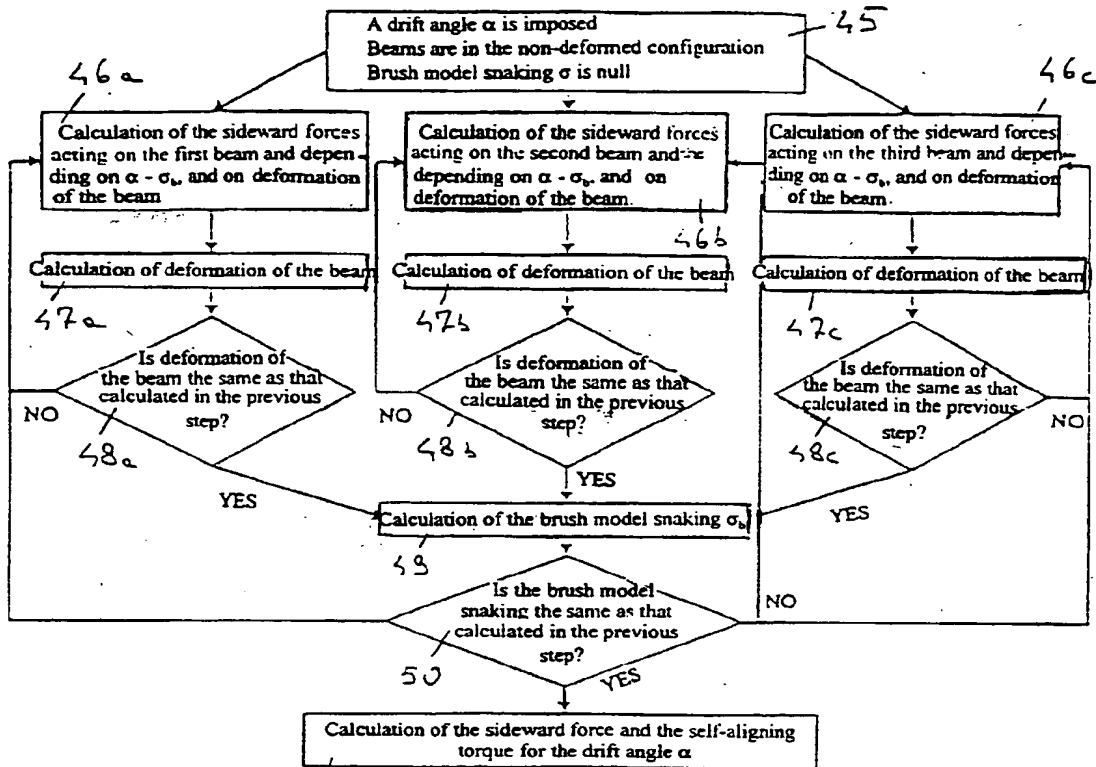 A drift angle α is imposed
Beams are in the non-deformed configuration
Brush model snaking σ is null
45
46a
46c
Calculation of the sideward forces
acting on the first beam and depen-
ding on α - σb, and on deformation
of the beam
Calculation of the sideward forces
acting on the second beam and
depending on α - σb, and on
deformation of the beam.
46b
Calculation of the sideward forces
acting on the third beam and depen-
ding on α - σb, and on deformation
of the beam.
Calculation of deformation of the beam
47a
Calculation of deformation of the beam
47b
Calculation of deformation of the beam
47c
Is deformation of
the beam the same as that
calculated in the previous
step?
NO
48a
YES
Is deformation of
the beam the same as that
calculated in the previous
step?
NO
48b
YES
Is deformation of
the beam the same as that
calculated in the previous
step?
NO
48c
YES
Calculation of the brush model snaking σb
49
Is the brush model
snaking the same as that
calculated in the previous
step?
NO
50
YES
Calculation of the sideward force and the self-aligning
torque for the drift angle α